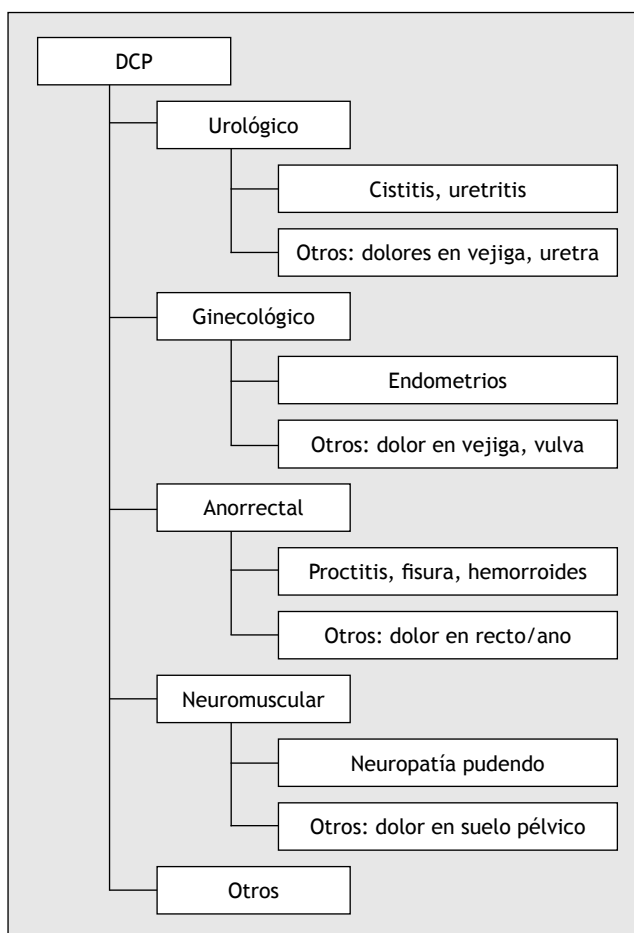 DCP
Urológico
Cistitis, uretritis
Otros: dolores en vejiga, uretra
Ginecológico
Endometrios
Otros: dolor en vejiga, vulva
Anorrectal
Proctitis, fisura, hemorroides
Otros: dolor en recto/ano
Neuromuscular
Neuropatía pudendo
Otros: dolor en suelo pélvico
Otros